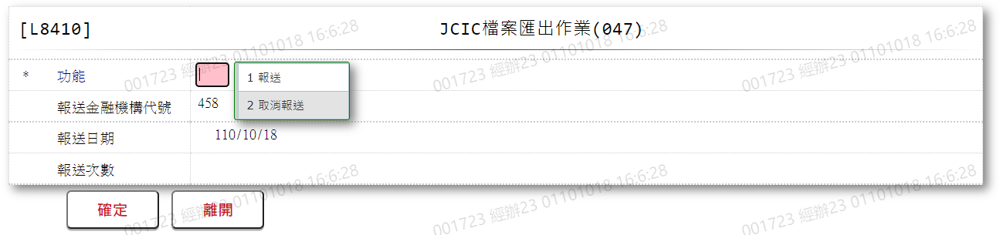 [L8410] JCIC檔案匯出作業(047)
* 功能 1 報送
2 取消報送
報送金融機構代號 458
報送日期 110/10/18
報送次數
確定 離開
001723 經辦23 01101018 16:6:28
001723 經辦23 01101018 16:6:28
001723 經辦23 01101018 16:6:28
001723 經辦23 01101018 16:6:28
001723 經辦23 01101018 16:6:28
001723 經辦23 01101018 16:6:28